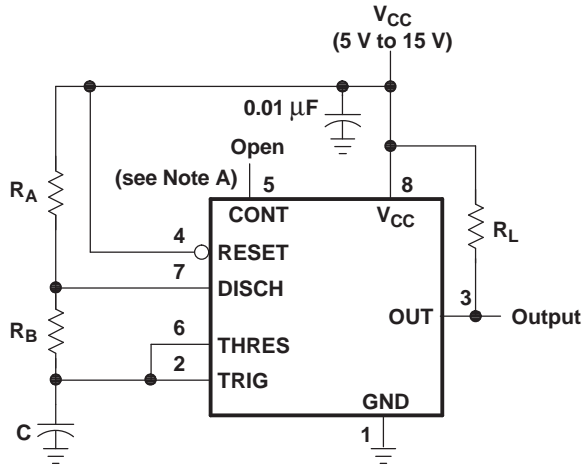 VCC
(5 V to 15 V)
0.01 μF
Open
(see Note A)
5
8
RA
CONT
VCC
RL
4
RESET
7
DISCH
3
OUT
Output
RB
6
THRES
2
TRIG
GND
C
1